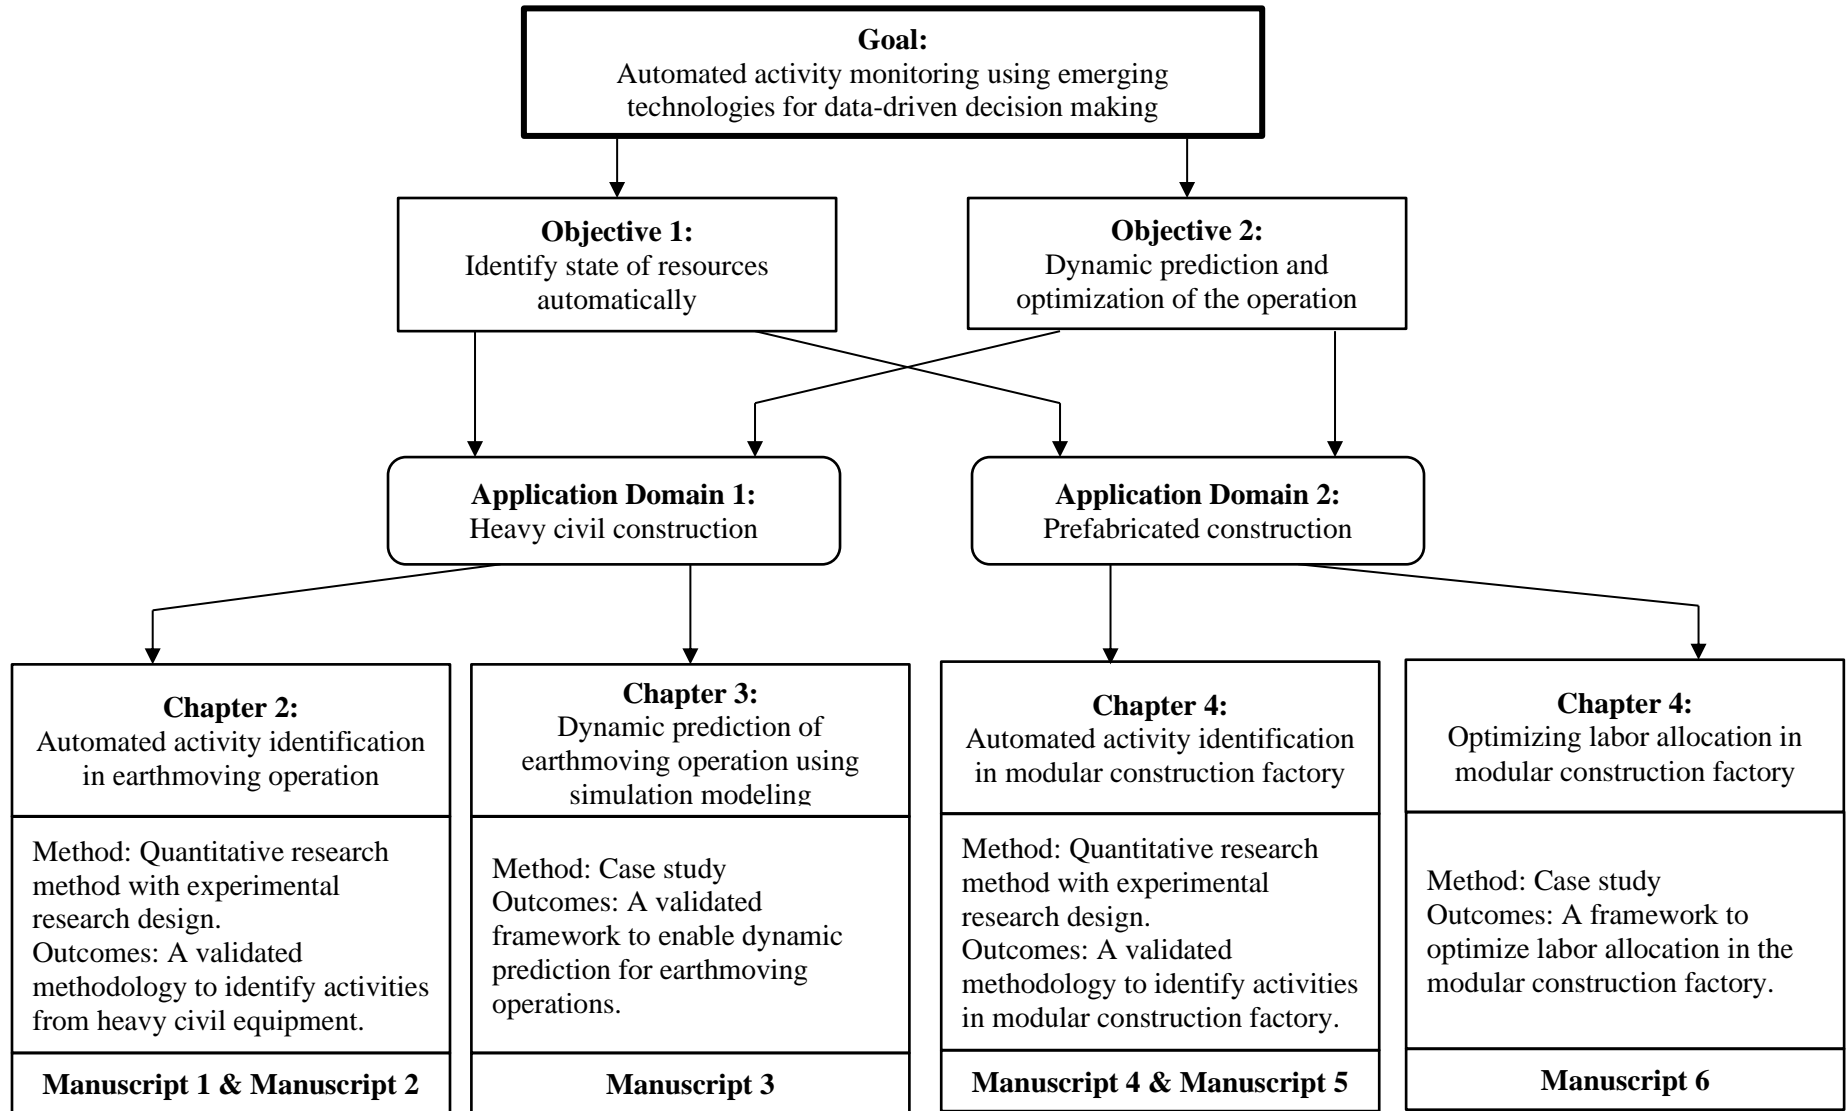 Goal:
Automated activity monitoring using emerging
technologies for data-driven decision making
Objective 1:
Identify state of resources
automatically
Objective 2:
Dynamic prediction and
optimization of the operation
Application Domain 1:
Heavy civil construction
Application Domain 2:
Prefabricated construction
Chapter 2:
Automated activity identification
in earthmoving operation
Method: Quantitative research
method with experimental
research design.
Outcomes: A validated
methodology to identify activities
from heavy civil equipment.
Manuscript 1 & Manuscript 2
Chapter 3:
Dynamic prediction of
earthmoving operation using
simulation modeling
Method: Case study
Outcomes: A validated
framework to enable dynamic
prediction for earthmoving
operations.
Manuscript 3
Chapter 4:
Automated activity identification
in modular construction factory
Method: Quantitative research
method with experimental
research design.
Outcomes: A validated
methodology to identify activities
in modular construction factory.
Manuscript 4 & Manuscript 5
Chapter 4:
Optimizing labor allocation in
modular construction factory
Method: Case study
Outcomes: A framework to
optimize labor allocation in the
modular construction factory.
Manuscript 6